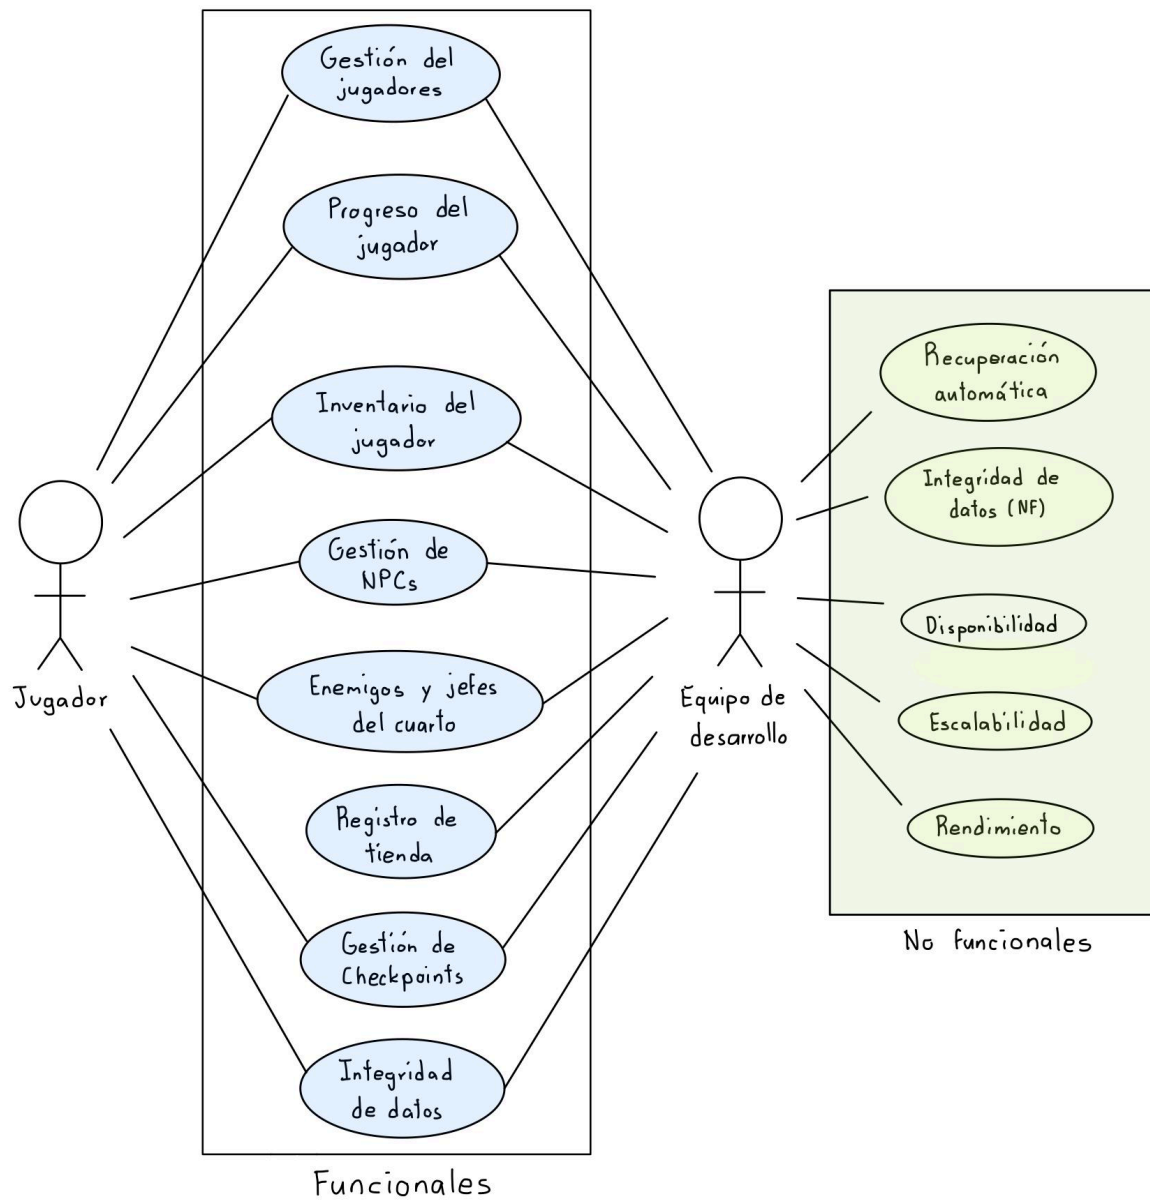 Gestión del
jugadores
Progreso del
jugador
Inventario del
jugador
Gestión de
NPCs
Enemigos y jefes
del cuarto
Registro de
tienda
Gestión de
Checkpoints
Integridad
de datos
Funcionales
Jugador
Equipo de
desarrollo
Recuperación
automática
Integridad de
datos (NF)
Disponibilidad
Escalabilidad
Rendimiento
No funcionales